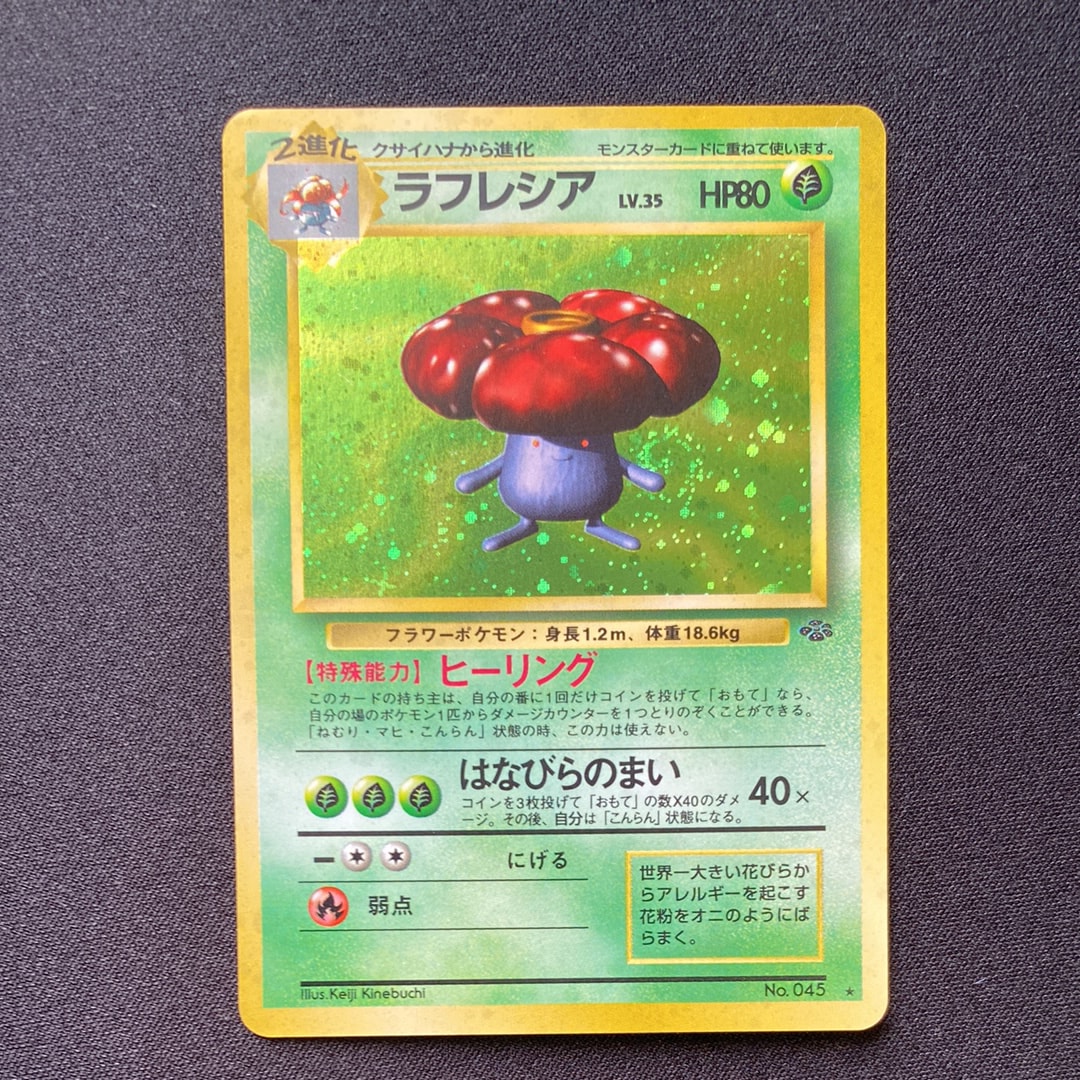 2進化 クサイハナから進化 モンスターカードに重ねて使います。
ラフレシア LV.35 HP80
フラワーポケモン：身長1.2m、体重18.6kg
【特殊能力】ヒーリング
このカードの持ち主は、自分の番に1回だけコインを投げて「おもて」なら、
自分の場のポケモン1匹からダメージカウンターを1つとりのぞくことができる。
「ねむり・マヒ・こんらん」状態の時、この力は使えない。
はなびらのまい
コインを3枚投げて「おもて」の数X40のダメ
ージ。その後、自分は「こんらん」状態になる。
40×
ー にげる
弱点
世界一大きい花びらか
らアレルギーを起こす
花粉をオニのようにば
らまく。
Illus.Keiji Kinebuchi No. 045 ★